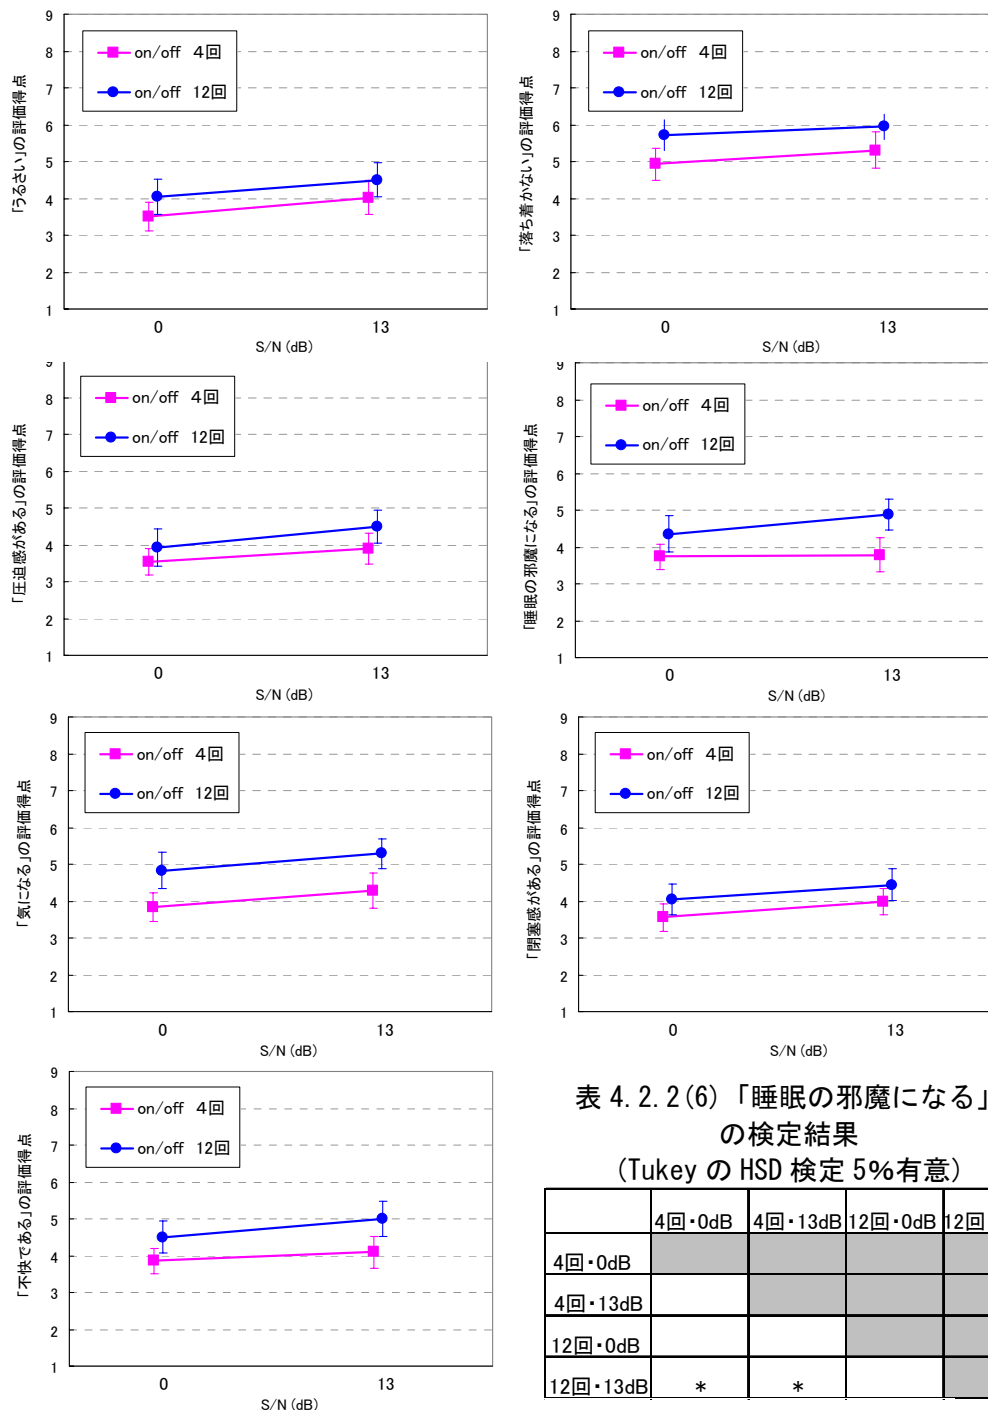 「うるさい」の評価得点
9
8
7
6
5
4
3
2
1
on/off 4回
on/off 12回
0
13
S/N (dB)
「落ち着かない」の評価得点
9
8
7
6
5
4
3
2
1
on/off 4回
on/off 12回
0
13
S/N (dB)
「圧迫感がある」の評価得点
9
8
7
6
5
4
3
2
1
on/off 4回
on/off 12回
0
13
S/N (dB)
「睡眠の邪魔になる」の評価得点
9
8
7
6
5
4
3
2
1
on/off 4回
on/off 12回
0
13
S/N (dB)
「気になる」の評価得点
9
8
7
6
5
4
3
2
1
on/off 4回
on/off 12回
0
13
S/N (dB)
「閉塞感がある」の評価得点
9
8
7
6
5
4
3
2
1
on/off 4回
on/off 12回
0
13
S/N (dB)
「不快である」の評価得点
9
8
7
6
5
4
3
2
1
on/off 4回
on/off 12回
0
13
S/N (dB)
表 4.2.2(6) 「睡眠の邪魔になる」
の検定結果
(Tukey の HSD 検定 5%有意)
4回・0dB 4回・13dB 12回・0dB 12回
4回・0dB
4回・13dB
12回・0dB
12回・13dB * *